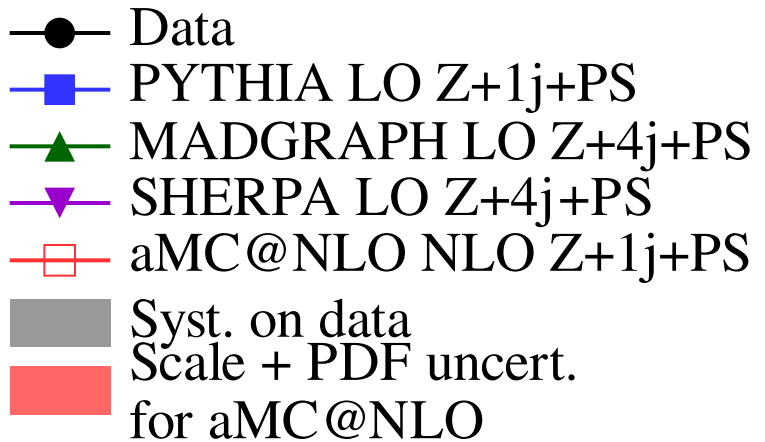 Data
PYTHIA LO Z+1j+PS
MADGRAPH LO Z+4j+PS
SHERPA LO Z+4j+PS
aMC@NLO NLO Z+1j+PS
Syst. on data
Scale + PDF uncert.
for aMC@NLO